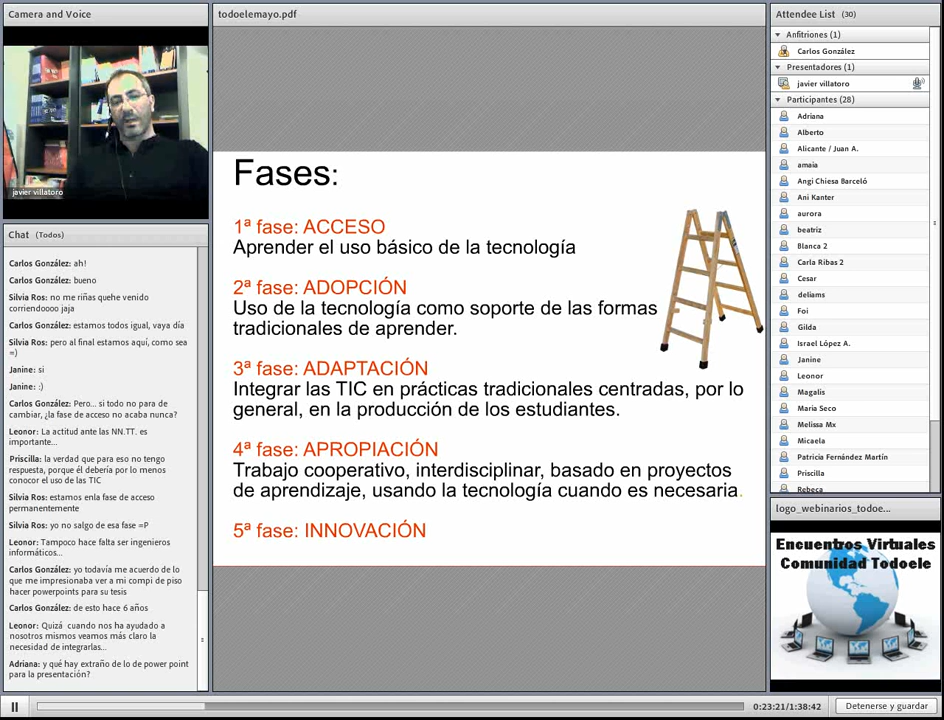 Camera and Voice
javier villatoro
Chat (Todos)
Carlos González: ah!
Carlos González: bueno
Silvia Ros: no me riñas quehe venido
corriendoooo jaja
Carlos González: estamos todos igual, vaya día
Silvia Ros: pero al final estamos aquí, como sea
=)
Janine: si
Janine: :)
Carlos González: Pero... si todo no para de
cambiar, ¿la fase de acceso no acaba nunca?
Leonor: La actitud ante las NN.TT. es
importante...
Priscilla: la verdad que para eso no tengo
respuesta, porque él debería por lo menos
conocer el uso de las TIC
Silvia Ros: estamos enla fase de acceso
permanentemente
Silvia Ros: yo no salgo de esa fase =P
Leonor: Tampoco hace falta ser ingenieros
informáticos...
Carlos González: yo todavía me acuerdo de lo
que me impresionaba ver a mi compi de piso
hacer powerpoints para su tesis
Carlos González: de esto hace 6 años
Leonor: Quizá cuando nos ha ayudado a
nosotros mismos veamos más claro la
necesidad de integrarlas...
Adriana: y qué hay extraño de lo de power point
para la presentación?
todoelemayo.pdf
Fases:
1ª fase: ACCESO
Aprender el uso básico de la tecnología
2ª fase: ADOPCIÓN
Uso de la tecnología como soporte de las formas
tradicionales de aprender.
3ª fase: ADAPTACIÓN
Integrar las TIC en prácticas tradicionales centradas, por lo
general, en la producción de los estudiantes.
4ª fase: APROPIACIÓN
Trabajo cooperativo, interdisciplinar, basado en proyectos
de aprendizaje, usando la tecnología cuando es necesaria.
5ª fase: INNOVACIÓN
Attendee List (30)
Anfitriones (1)
Carlos González
Presentadores (1)
javier villatoro
Participantes (28)
Adriana
Alberto
Alicante / Juan A.
amaia
Angi Chiesa Barceló
Ani Kanter
aurora
beatriz
Blanca 2
Carla Ribas 2
Cesar
deliams
Foi
Gilda
Israel López A.
Janine
Leonor
Magalis
Maria Seco
Melissa Mx
Micaela
Patricia Fernández Martín
Priscilla
Rebeca
logo_webinarios_todoe...
Encuentros Virtuales
Comunidad Todoele
0:23:21/1:38:42
Detenerse y guardar